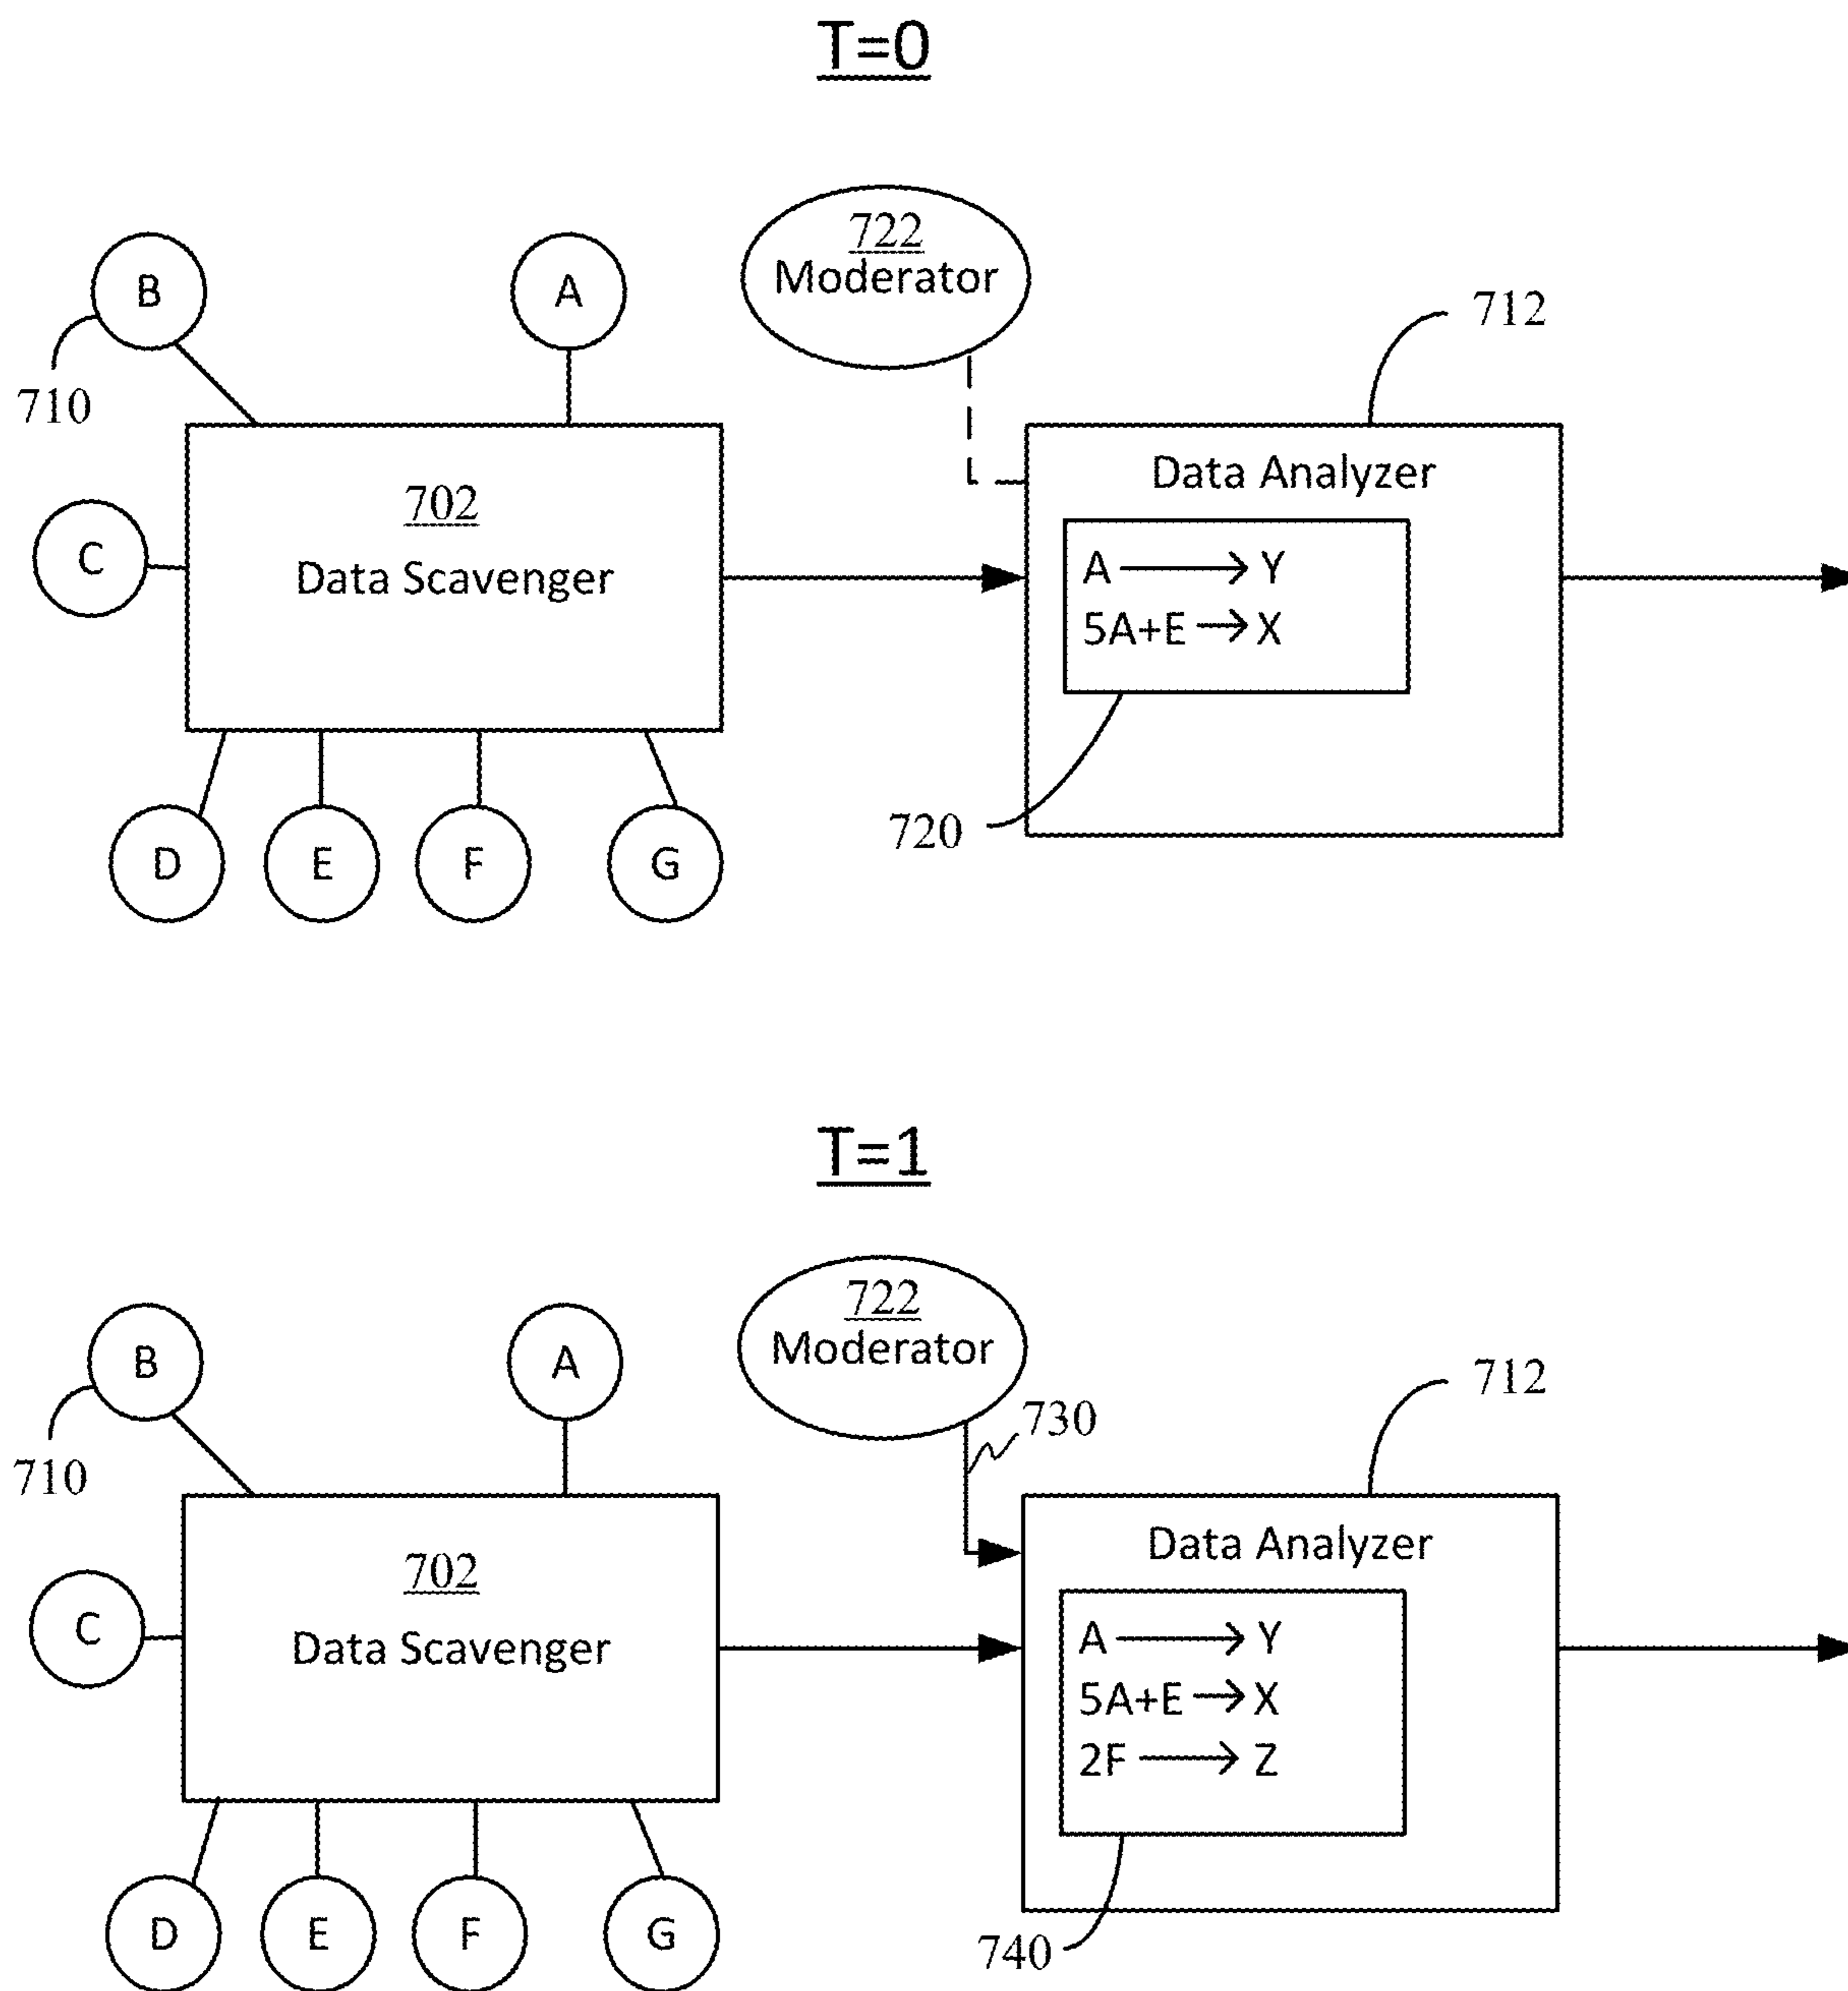 T=0
722
Moderator
B
A
712
710
Data Analyzer
702
Data Scavenger
C
A → Y
5A+E → X
720
D E F G
T=1
722
Moderator
B
A
712
730
710
Data Analyzer
702
Data Scavenger
C
A → Y
5A+E → X
2F → Z
D E F G
740